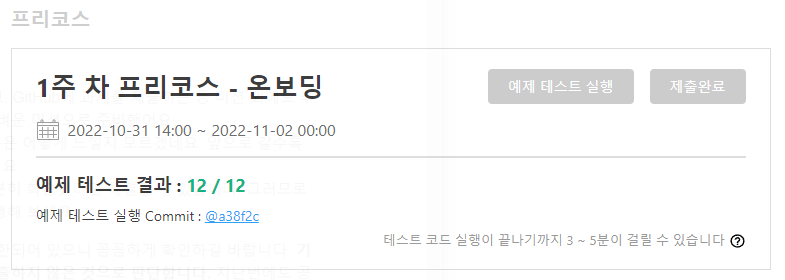 프리코스
1주 차 프리코스 - 온보딩
예제 테스트 실행
제출완료
2022-10-31 14:00 ~ 2022-11-02 00:00
예제 테스트 결과 : 12 / 12
예제 테스트 실행 Commit : @a38f2c
테스트 코드 실행이 끝나기까지 3 ~ 5분이 걸릴 수 있습니다 ?